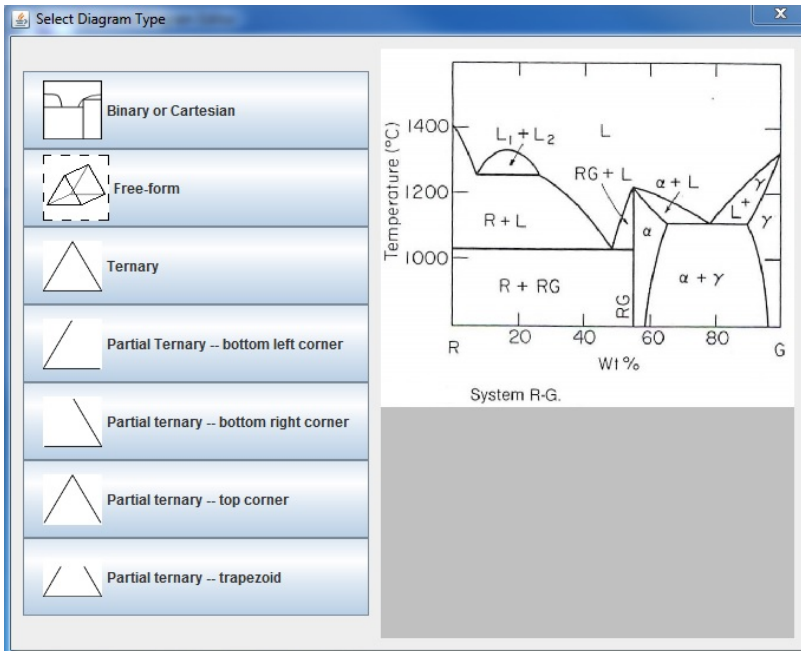 Select Diagram Type
x
Binary or Cartesian
Free-form
Ternary
Partial Ternary -- bottom left corner
Partial ternary -- bottom right corner
Partial ternary -- top corner
Partial ternary -- trapezoid
Temperature (°C)
1400
1200
1000
L₁ + L₂
L
RG + L
α + L
γ
L +
γ
R + L
α
R + RG
RG
α + γ
R
20
40
60
80
G
Wt %
System R-G.